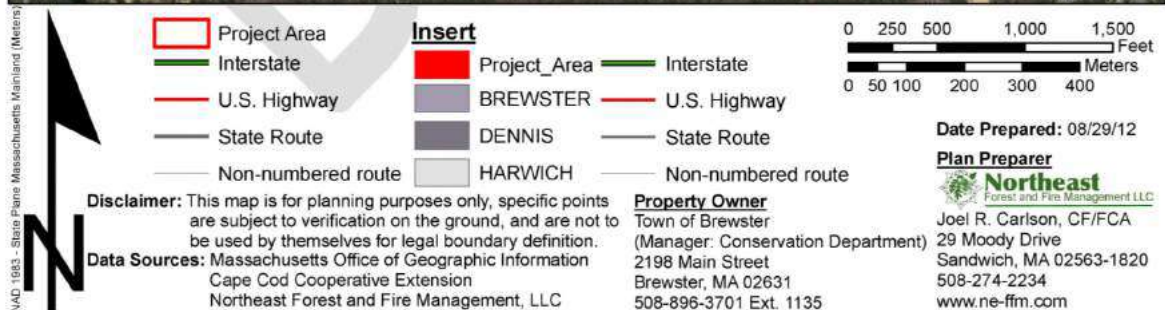 NAD 1983 - State Plane Massachusetts Mainland (Meters)
Project Area
Interstate
U.S. Highway
State Route
Non-numbered route
Insert
Project_Area
BREWSTER
DENNIS
HARWICH
Interstate
U.S. Highway
State Route
Non-numbered route
0 250 500 1,000 1,500
Feet
Meters
0 50 100 200 300 400
Date Prepared: 08/29/12
Plan Preparer
Northeast
Forest and Fire Management LLC
Joel R. Carlson, CF/FCA
29 Moody Drive
Sandwich, MA 02563-1820
508-274-2234
www.ne-ffm.com
Disclaimer: This map is for planning purposes only, specific points
are subject to verification on the ground, and are not to
be used by themselves for legal boundary definition.
Data Sources: Massachusetts Office of Geographic Information
Cape Cod Cooperative Extension
Northeast Forest and Fire Management, LLC
Property Owner
Town of Brewster
(Manager: Conservation Department)
2198 Main Street
Brewster, MA 02631
508-896-3701 Ext. 1135
N